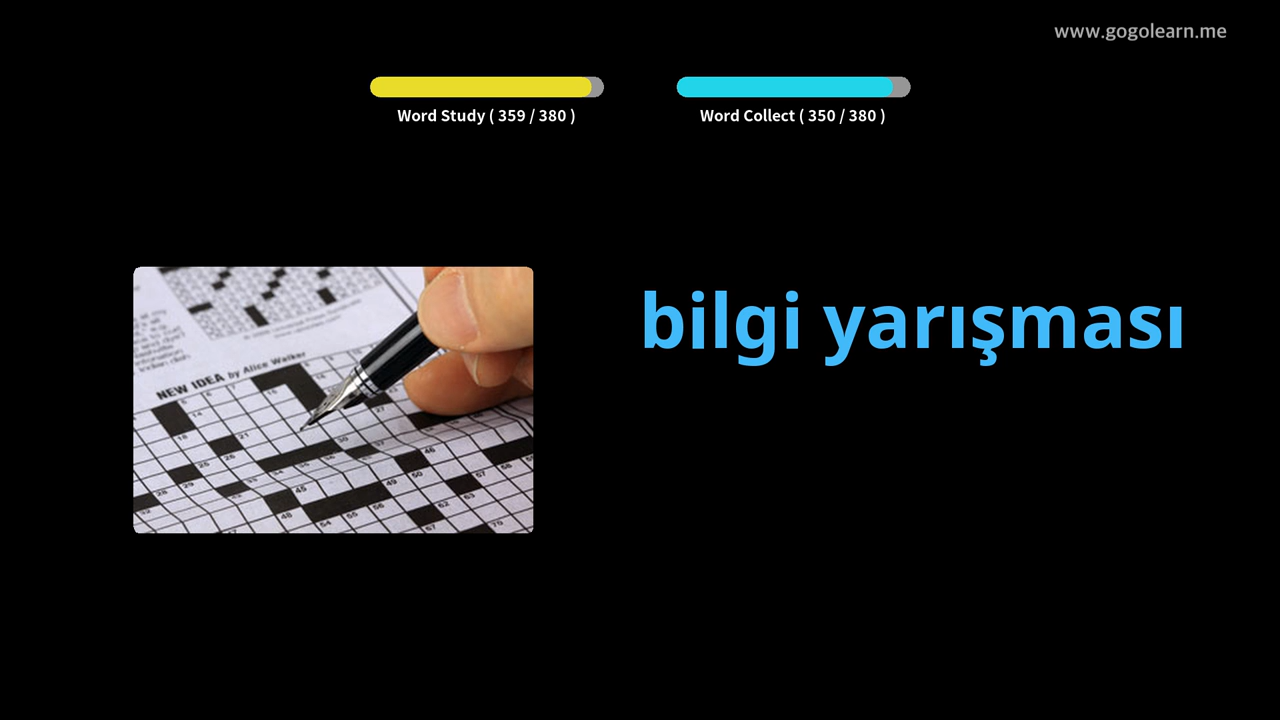 www.gogolearn.me
Word Study ( 359 / 380 )
Word Collect ( 350 / 380 )
bilgi yarışması
NEW IDEA by Alice Walker